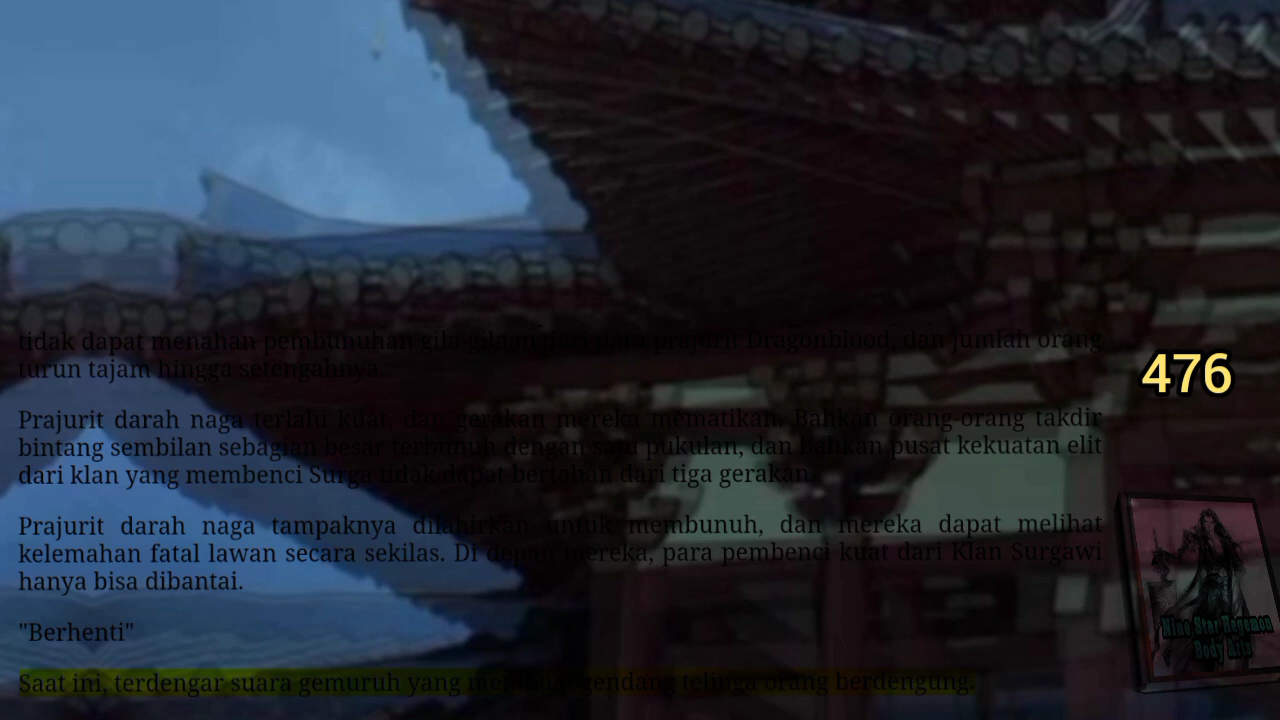 tidak dapat menahan pembunuhan gila-gilaan dari para prajurit Dragonblood, dan jumlah orang
turun tajam hingga setengahnya.
Prajurit darah naga terlalu kuat, dan gerakan mereka mematikan. Bahkan orang-orang takdir
bintang sembilan sebagian besar terbunuh dengan satu pukulan, dan bahkan pusat kekuatan elit
dari klan yang membenci Surga tidak dapat bertahan dari tiga gerakan.
Prajurit darah naga tampaknya dilahirkan untuk membunuh, dan mereka dapat melihat
kelemahan fatal lawan secara sekilas. Di depan mereka, para pembenci kuat dari Klan Surgawi
hanya bisa dibantai.
"Berhenti"
Saat ini, terdengar suara gemuruh yang membuat gendang telinga orang berdengung.
476
Nine Star Hegemon
Body Arts